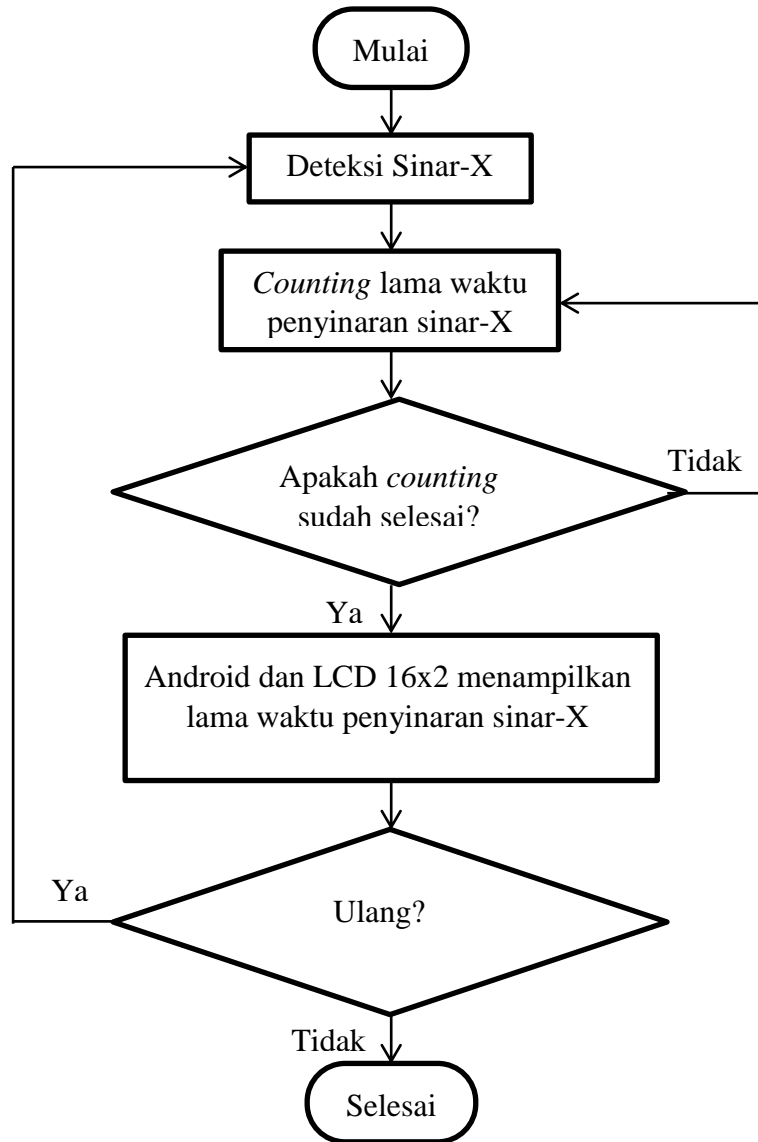 Mulai
Deteksi Sinar-X
Counting lama waktu
penyinaran sinar-X
Apakah counting
sudah selesai?
Tidak
Ya
Android dan LCD 16x2 menampilkan
lama waktu penyinaran sinar-X
Ya
Ulang?
Tidak
Selesai